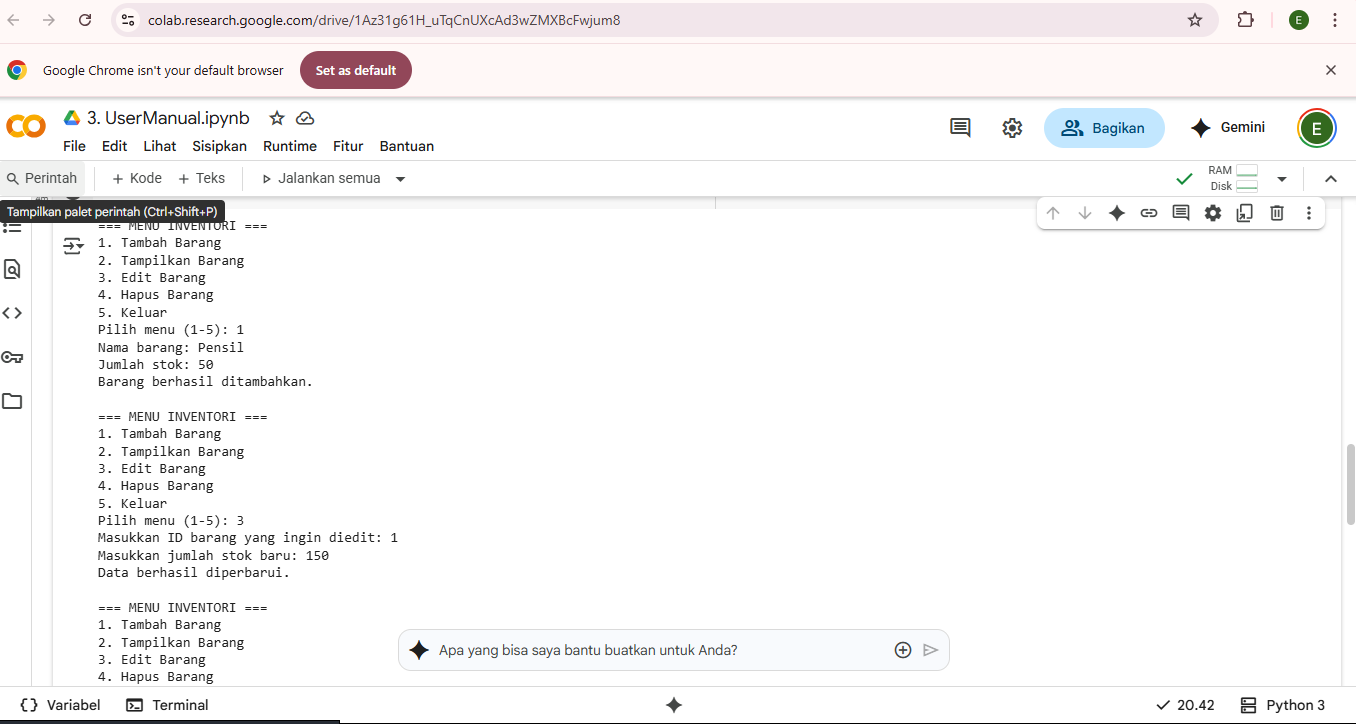 colab.research.google.com/drive/1Az31g61H_uTqCnUXcAd3wZMXBcFwjum8
E
Google Chrome isn't your default browser
Set as default
CO
3. UserManual.ipynb
File Edit Lihat Sisipkan Runtime Fitur Bantuan
Bagikan
Gemini
E
Perintah
+ Kode + Teks
Jalankan semua
RAM
Disk
Tampilkan palet perintah (Ctrl+Shift+P)
=== MENU INVENTORI ===
1. Tambah Barang
2. Tampilkan Barang
3. Edit Barang
4. Hapus Barang
5. Keluar
Pilih menu (1-5): 1
Nama barang: Pensil
Jumlah stok: 50
Barang berhasil ditambahkan.
=== MENU INVENTORI ===
1. Tambah Barang
2. Tampilkan Barang
3. Edit Barang
4. Hapus Barang
5. Keluar
Pilih menu (1-5): 3
Masukkan ID barang yang ingin diedit: 1
Masukkan jumlah stok baru: 150
Data berhasil diperbarui.
=== MENU INVENTORI ===
1. Tambah Barang
2. Tampilkan Barang
3. Edit Barang
4. Hapus Barang
Apa yang bisa saya bantu buatkan untuk Anda?
{} Variabel
Terminal
20.42
Python 3